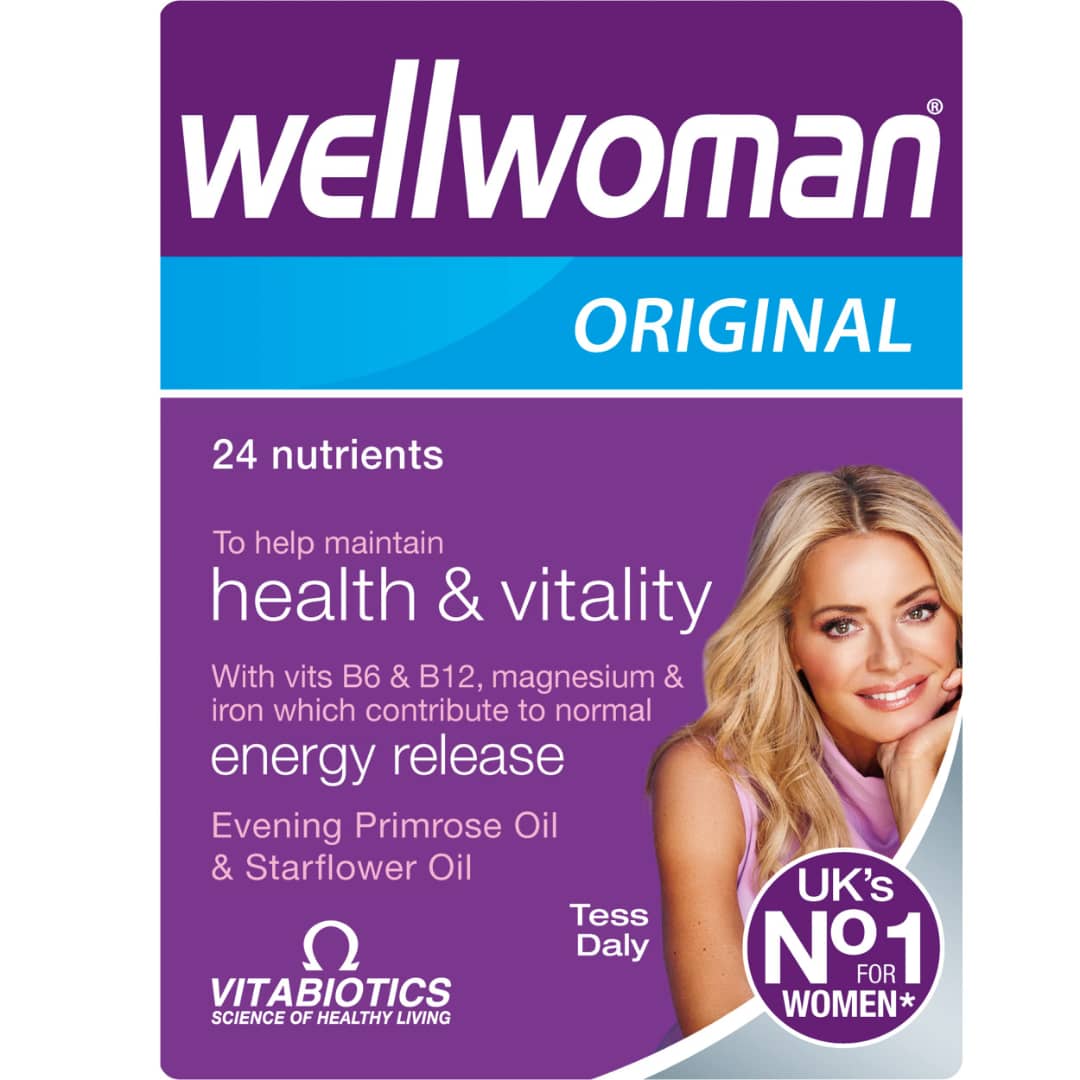 wellwoman®
ORIGINAL
24 nutrients
To help maintain
health & vitality
With vits B6 & B12, magnesium &
iron which contribute to normal
energy release
Evening Primrose Oil
& Starflower Oil
Tess
Daly
VITABIOTICS
SCIENCE OF HEALTHY LIVING
UK's
No1
FOR
WOMEN*